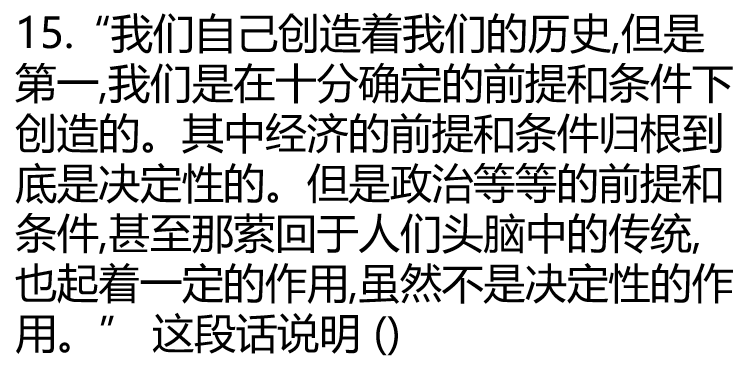 15.“我们自己创造着我们的历史,但是
第一,我们是在十分确定的前提和条件下
创造的。其中经济的前提和条件归根到
底是决定性的。但是政治等等的前提和
条件,甚至那萦回于人们头脑中的传统,
也起着一定的作用,虽然不是决定性的作
用。” 这段话说明 ()